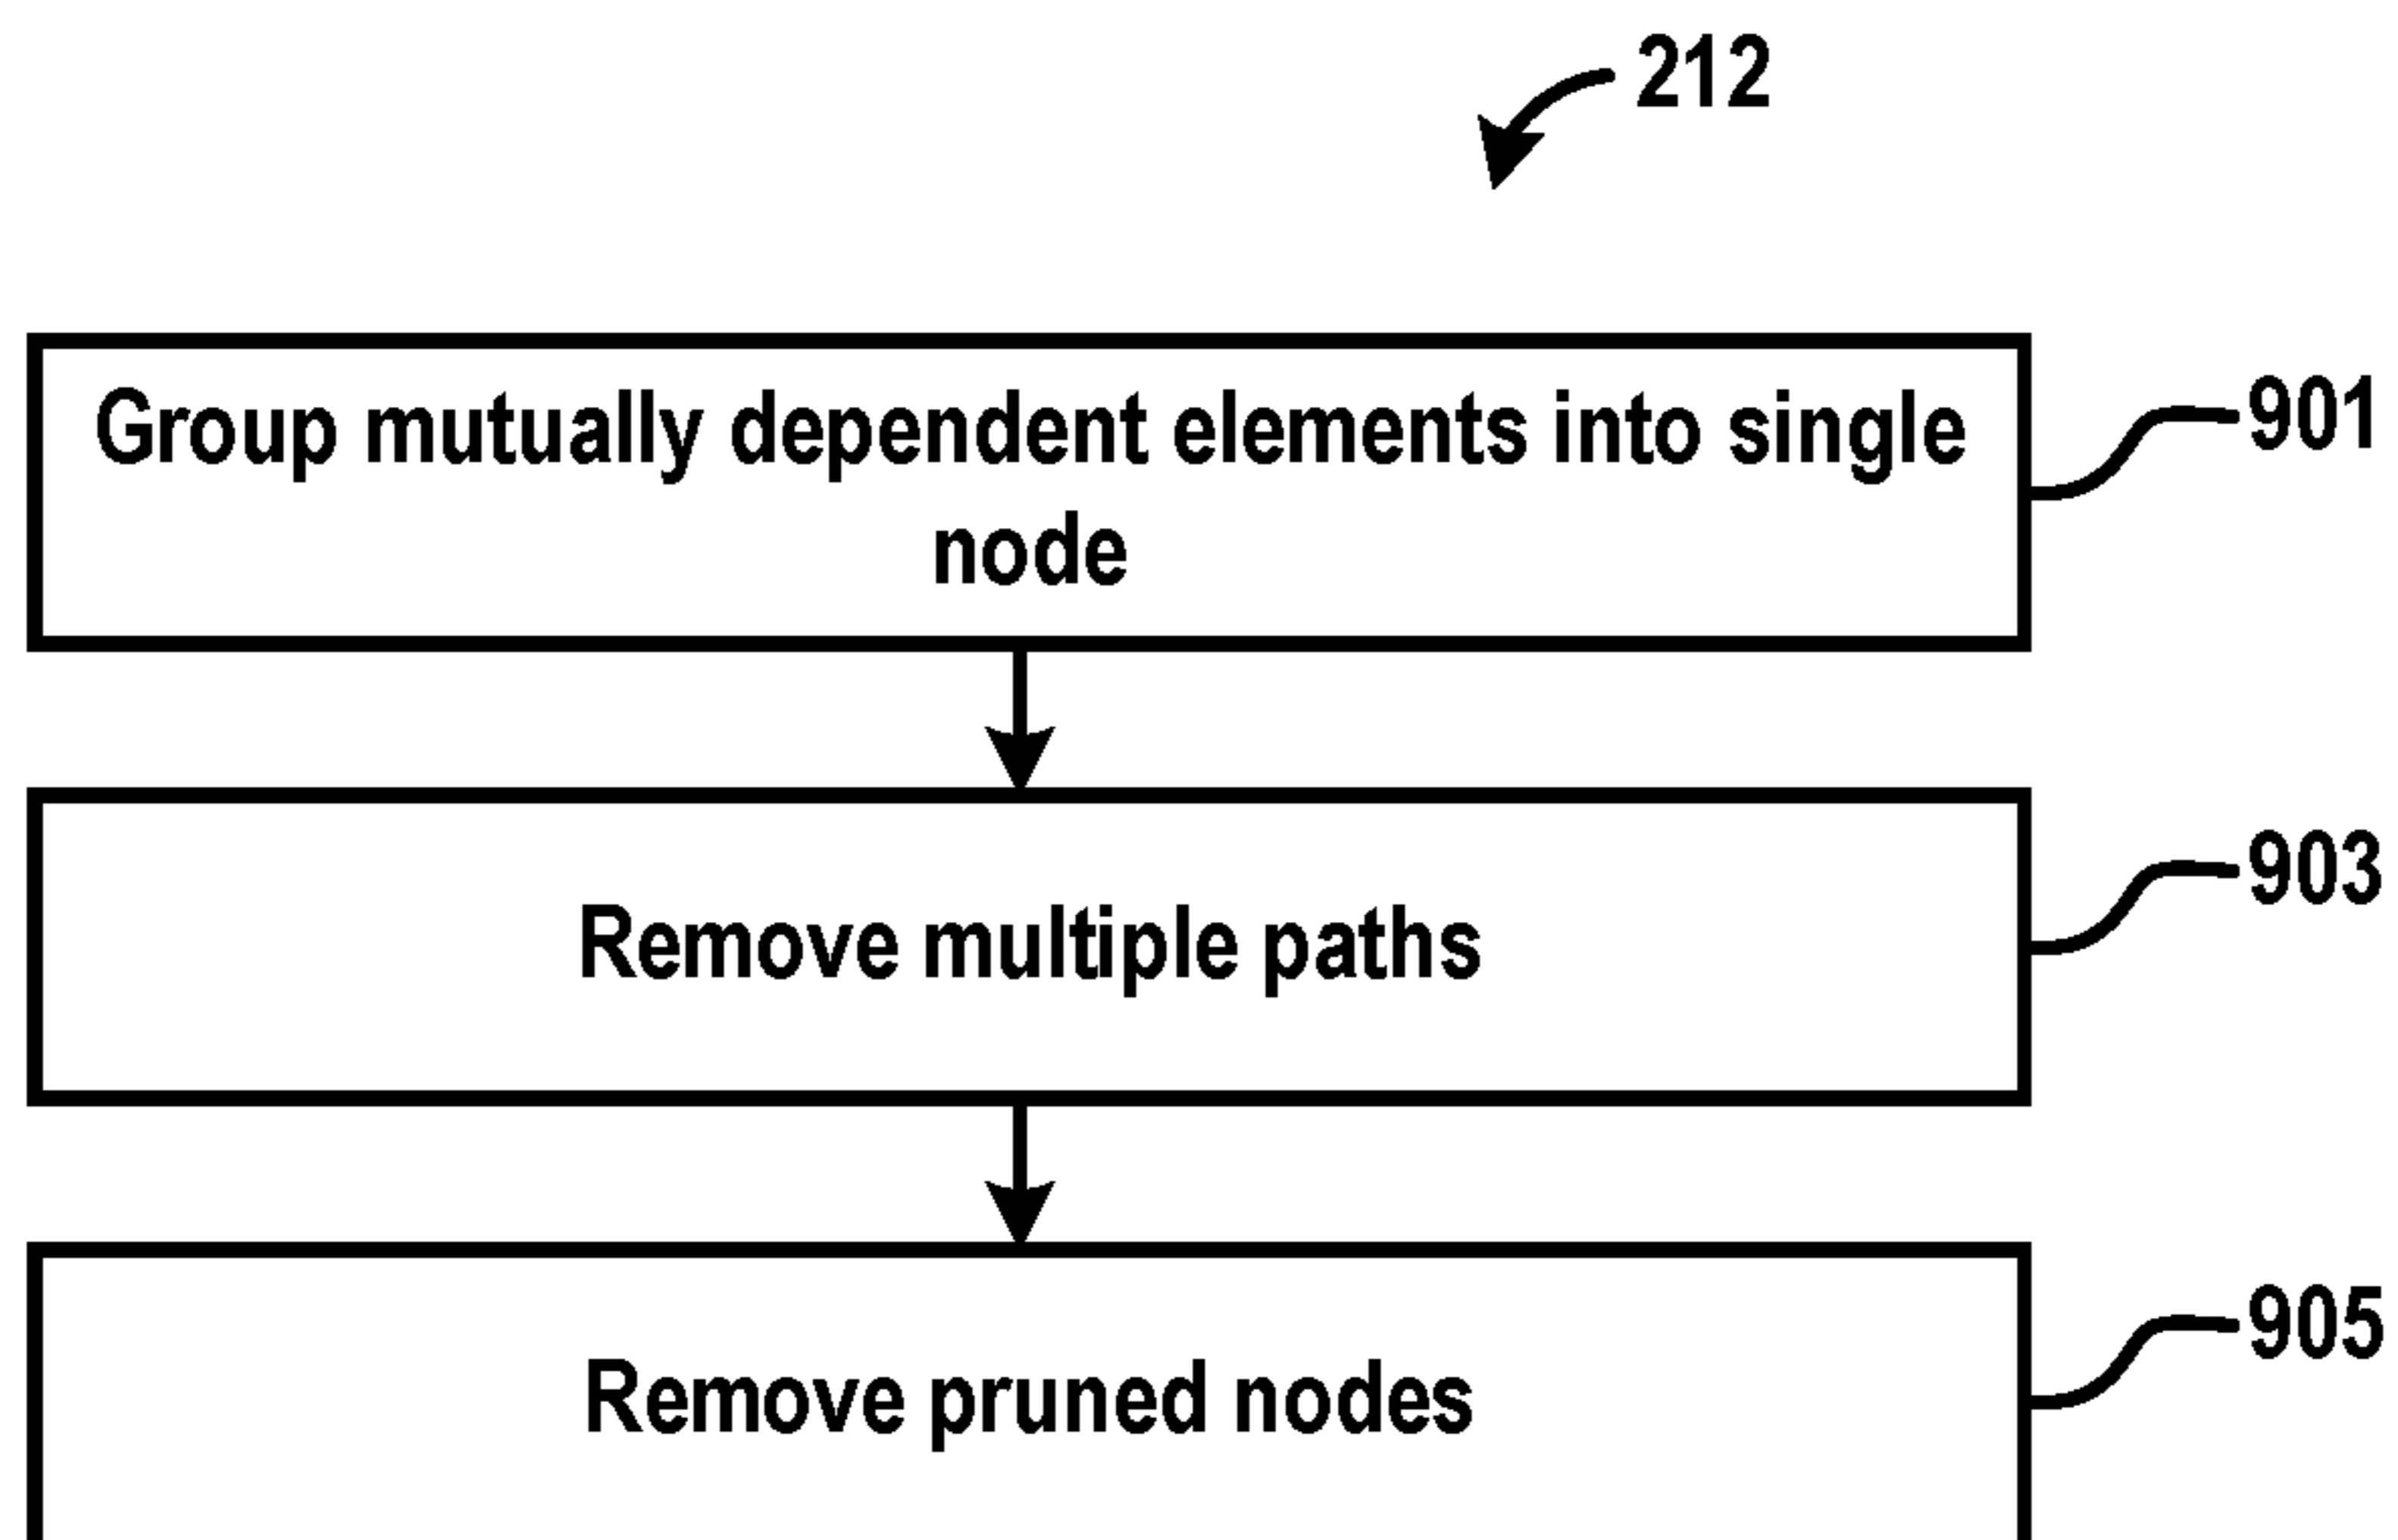 212
Group mutually dependent elements into single
node
901
Remove multiple paths
903
Remove pruned nodes
905